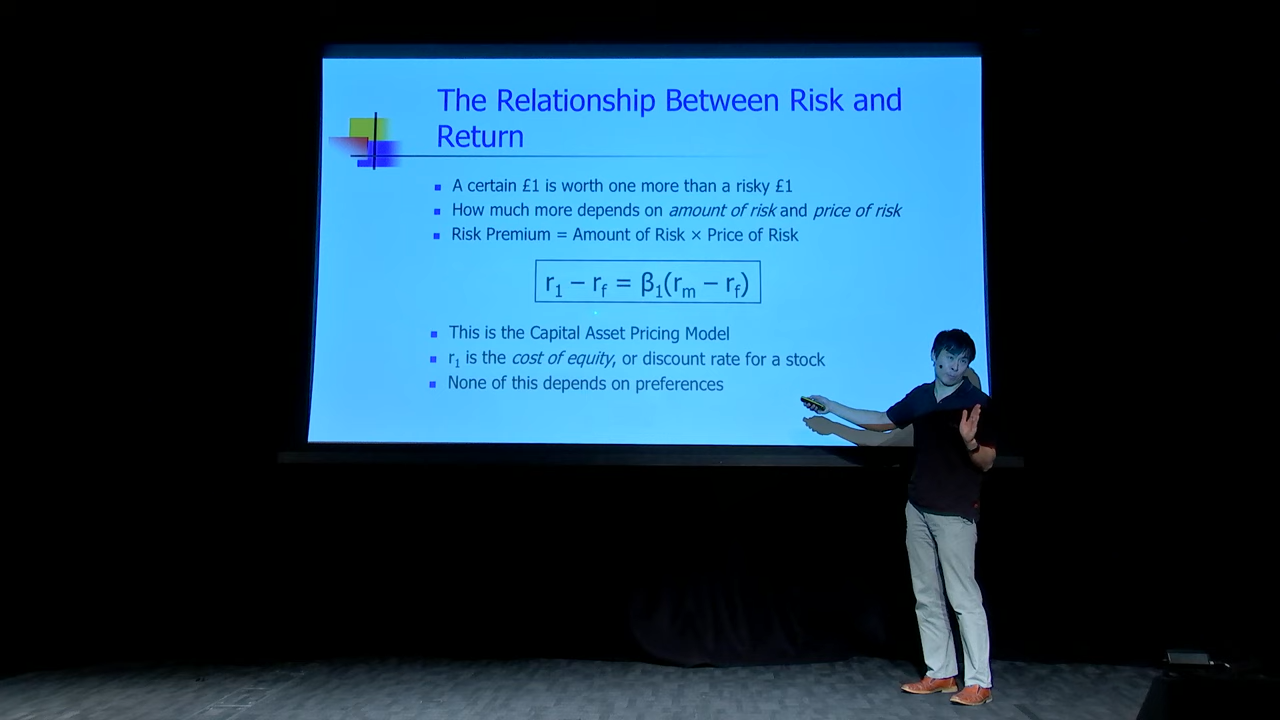 The Relationship Between Risk and
Return
A certain £1 is worth one more than a risky £1
How much more depends on amount of risk and price of risk
Risk Premium = Amount of Risk × Price of Risk
r₁ − r_f = β₁(r_m − r_f)
This is the Capital Asset Pricing Model
r₁ is the cost of equity, or discount rate for a stock
None of this depends on preferences